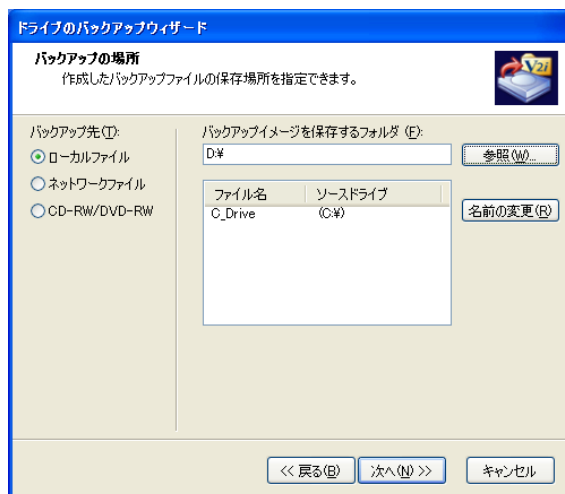 ドライブのバックアップウィザード
バックアップの場所
作成したバックアップファイルの保存場所を指定できます。
V2i
バックアップ先(T):
ローカルファイル
ネットワークファイル
CD-RW/DVD-RW
バックアップイメージを保存するフォルダ (F):
D:¥
参照(W)...
ファイル名 ソースドライブ
C_Drive (C:¥)
名前の変更(R)
<< 戻る(B) 次へ(N) >> キャンセル